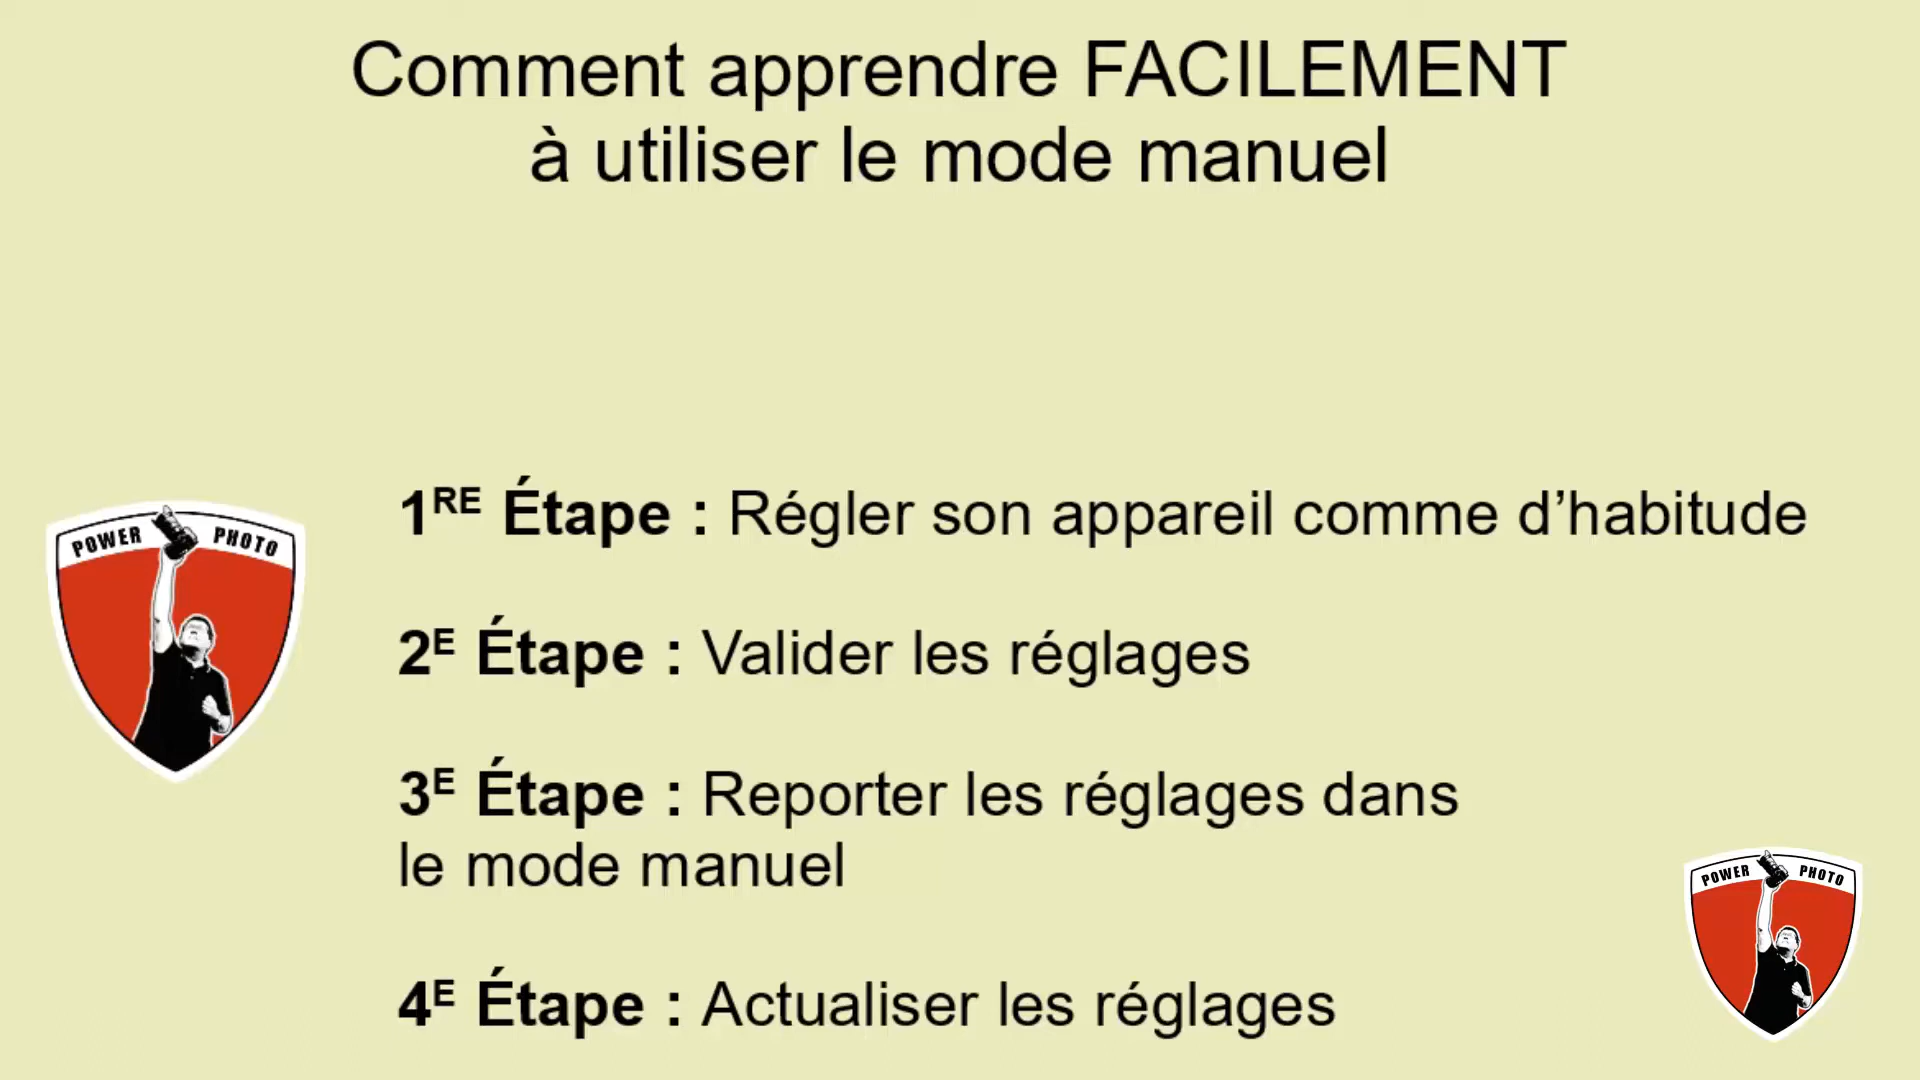 Comment apprendre FACILEMENT
à utiliser le mode manuel
1RE Étape : Régler son appareil comme d’habitude
POWER PHOTO
2E Étape : Valider les réglages
3E Étape : Reporter les réglages dans
le mode manuel
POWER PHOTO
4E Étape : Actualiser les réglages